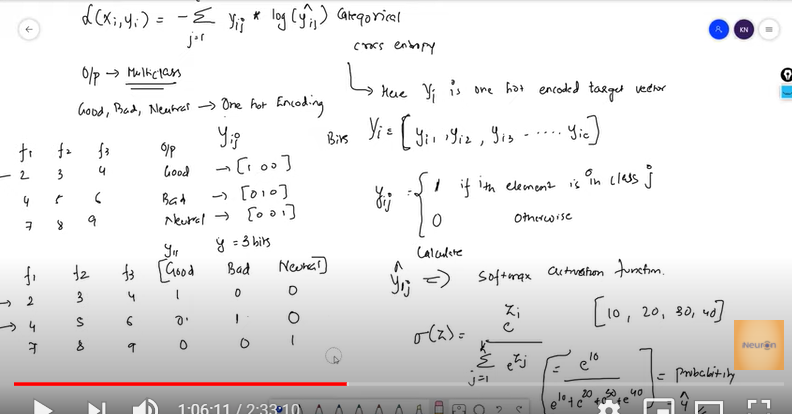 L(xi, yi) = - Σ j=1 yij * log(ŷij) Categorical
cross entropy
O/p → Multiclass
Here yi is one hot encoded target vector
Good, Bad, Neutral → One hot Encoding
yij
Bits yi = [yi1, yi2, yi3 ..... yic]
f1 f2 f3 O/p
2 3 4 Good → [1 0 0]
4 5 6 Bad → [0 1 0]
7 8 9 Neutral → [0 0 1]
yij = { 1 if ith element is in class j
0 otherwise
y11 y = 3 bits
Calculate
f1 f2 f3 [Good Bad Neutral]
ŷij => Softmax activation function.
2 3 4 1 0 0
4 5 6 0 1 0
7 8 9 0 0 1
σ(z) = e^zi / Σ j=1 k e^zj
[10, 20, 30, 40]
= e^10 / e^10 + e^20 + e^30 + e^40 = probability
KN
iNeuron
1:06:11 / 2:33:10